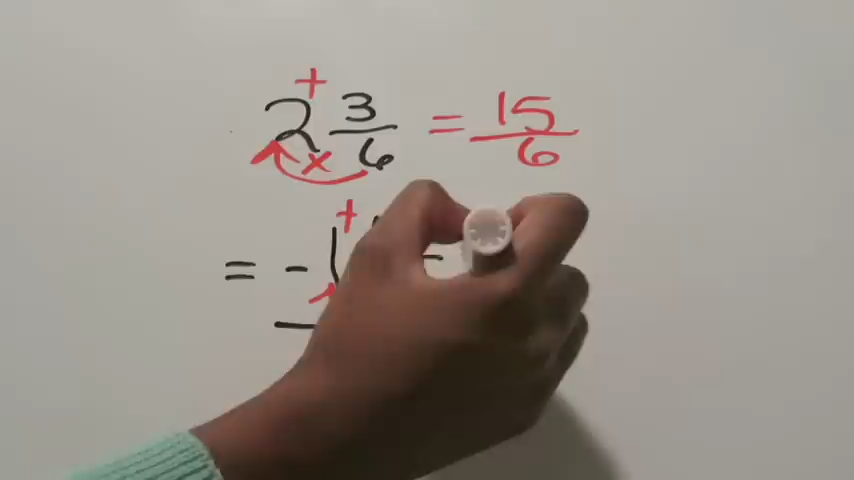 +
2 3/6 = 15/6
x
+
= - 1